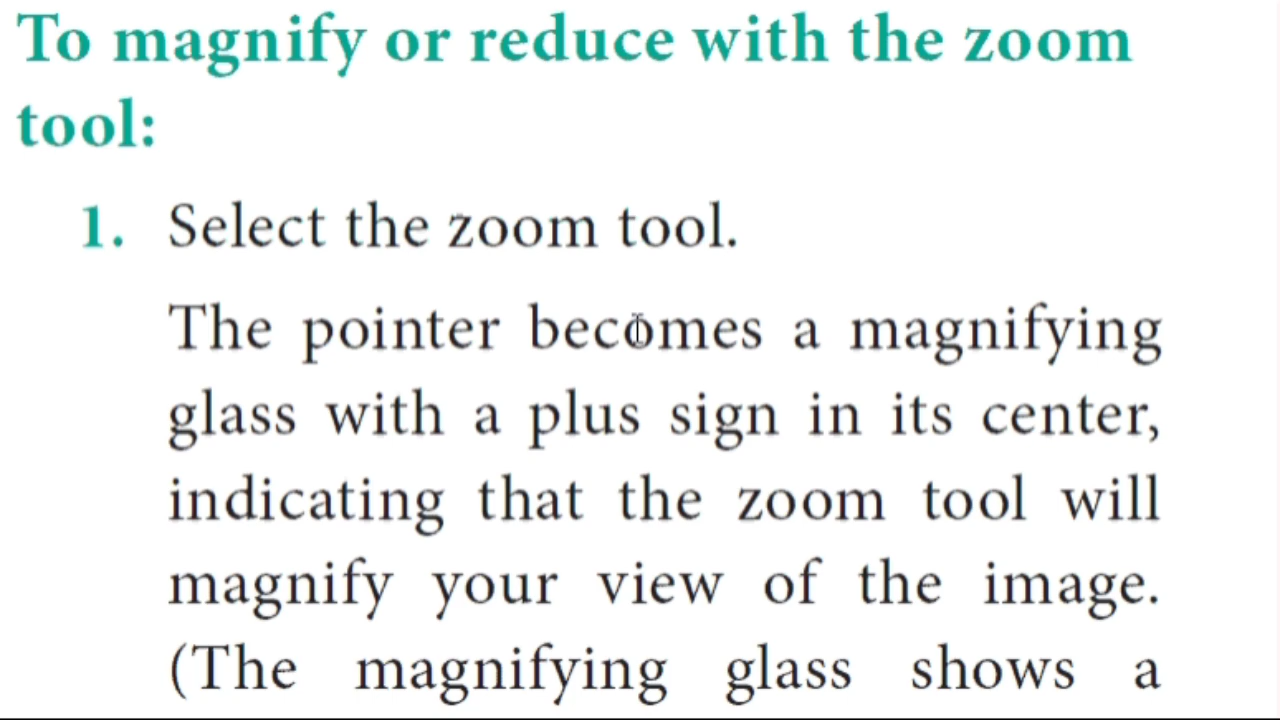 To magnify or reduce with the zoom
tool:
1. Select the zoom tool.
The pointer becomes a magnifying
glass with a plus sign in its center,
indicating that the zoom tool will
magnify your view of the image.
(The magnifying glass shows a